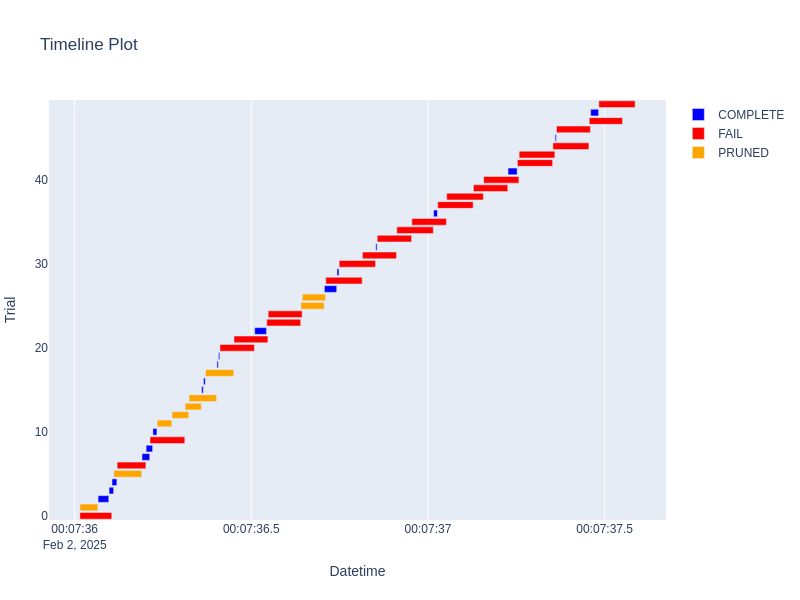 Timeline Plot
COMPLETE
FAIL
PRUNED
40
30
20
10
0
Trial
00:07:36
Feb 2, 2025
00:07:36.5
00:07:37
00:07:37.5
Datetime